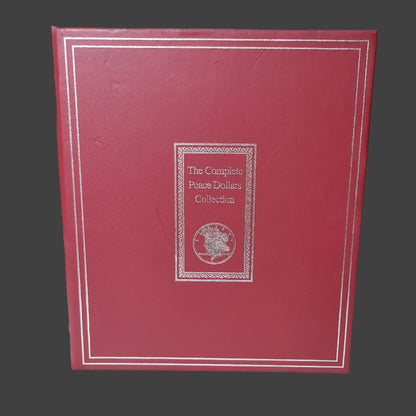 The Complete
Peace Dollars
Collection